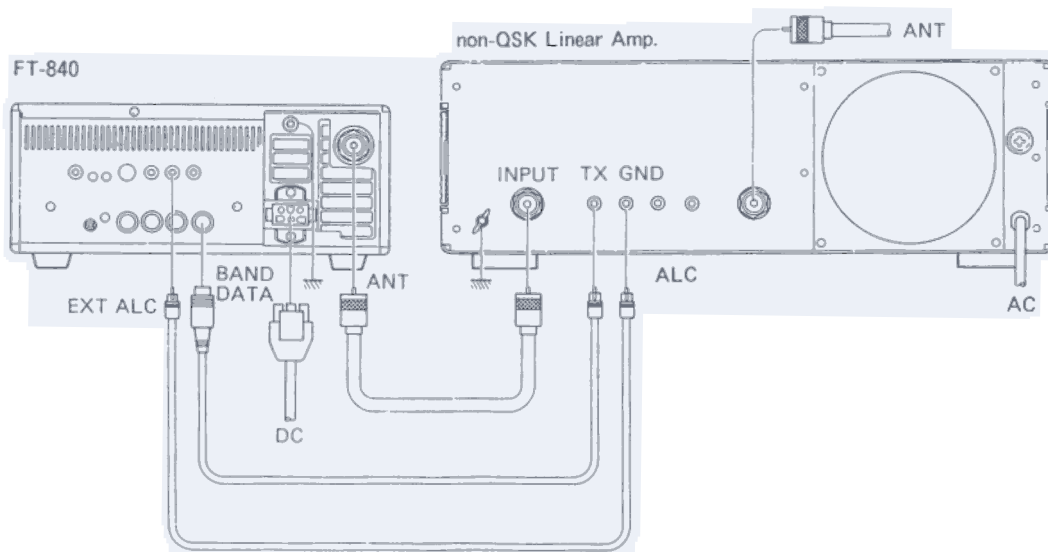 non-QSK Linear Amp.
ANT
FT-840
INPUT
TX GND
ALC
AC
BAND
DATA
ANT
EXT ALC
DC